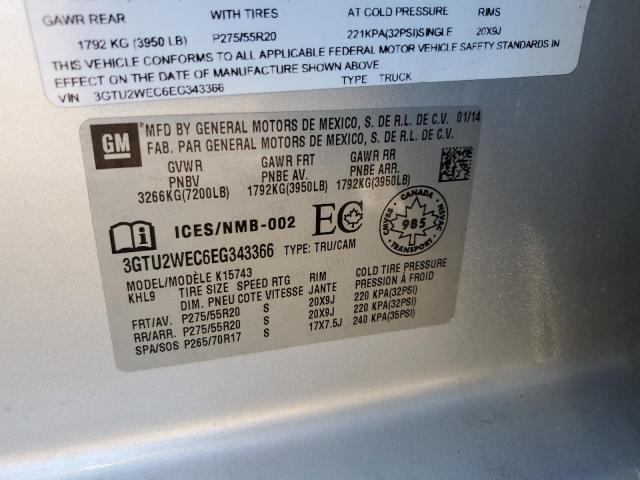 GAWR REAR WITH TIRES AT COLD PRESSURE RIMS
1792 KG (3950 LB) P275/55R20 221KPA(32PSI)SINGLE 20X9J
THIS VEHICLE CONFORMS TO ALL APPLICABLE FEDERAL MOTOR VEHICLE SAFETY STANDARDS IN
EFFECT ON THE DATE OF MANUFACTURE SHOWN ABOVE.
TYPE TRUCK
VIN 3GTU2WEC6EG343366
GM
MFD BY GENERAL MOTORS DE MEXICO, S. DE R.L. DE C.V. 01/14
FAB. PAR GENERAL MOTORS DE MEXICO, S. DE R.L. DE C.V.
GVWR GAWR FRT GAWR RR
PNBV PNBE AV. PNBE ARR.
3266KG(7200LB) 1792KG(3950LB) 1792KG(3950LB)
ICES/NMB-002 EC
CANADA
CMVSS NSVAC
985
TRANSPORT
3GTU2WEC6EG343366 TYPE: TRU/CAM
MODEL/MODÈLE K15743
KHL9 TIRE SIZE SPEED RTG RIM COLD TIRE PRESSURE
DIM. PNEU COTE VITESSE JANTE PRESSION À FROID
FRT/AV. P275/55R20 S 20X9J 220 KPA(32PSI)
RR/ARR. P275/55R20 S 20X9J 220 KPA(32PSI)
SPA/SOS P265/70R17 S 17X7.5J 240 KPA(35PSI)